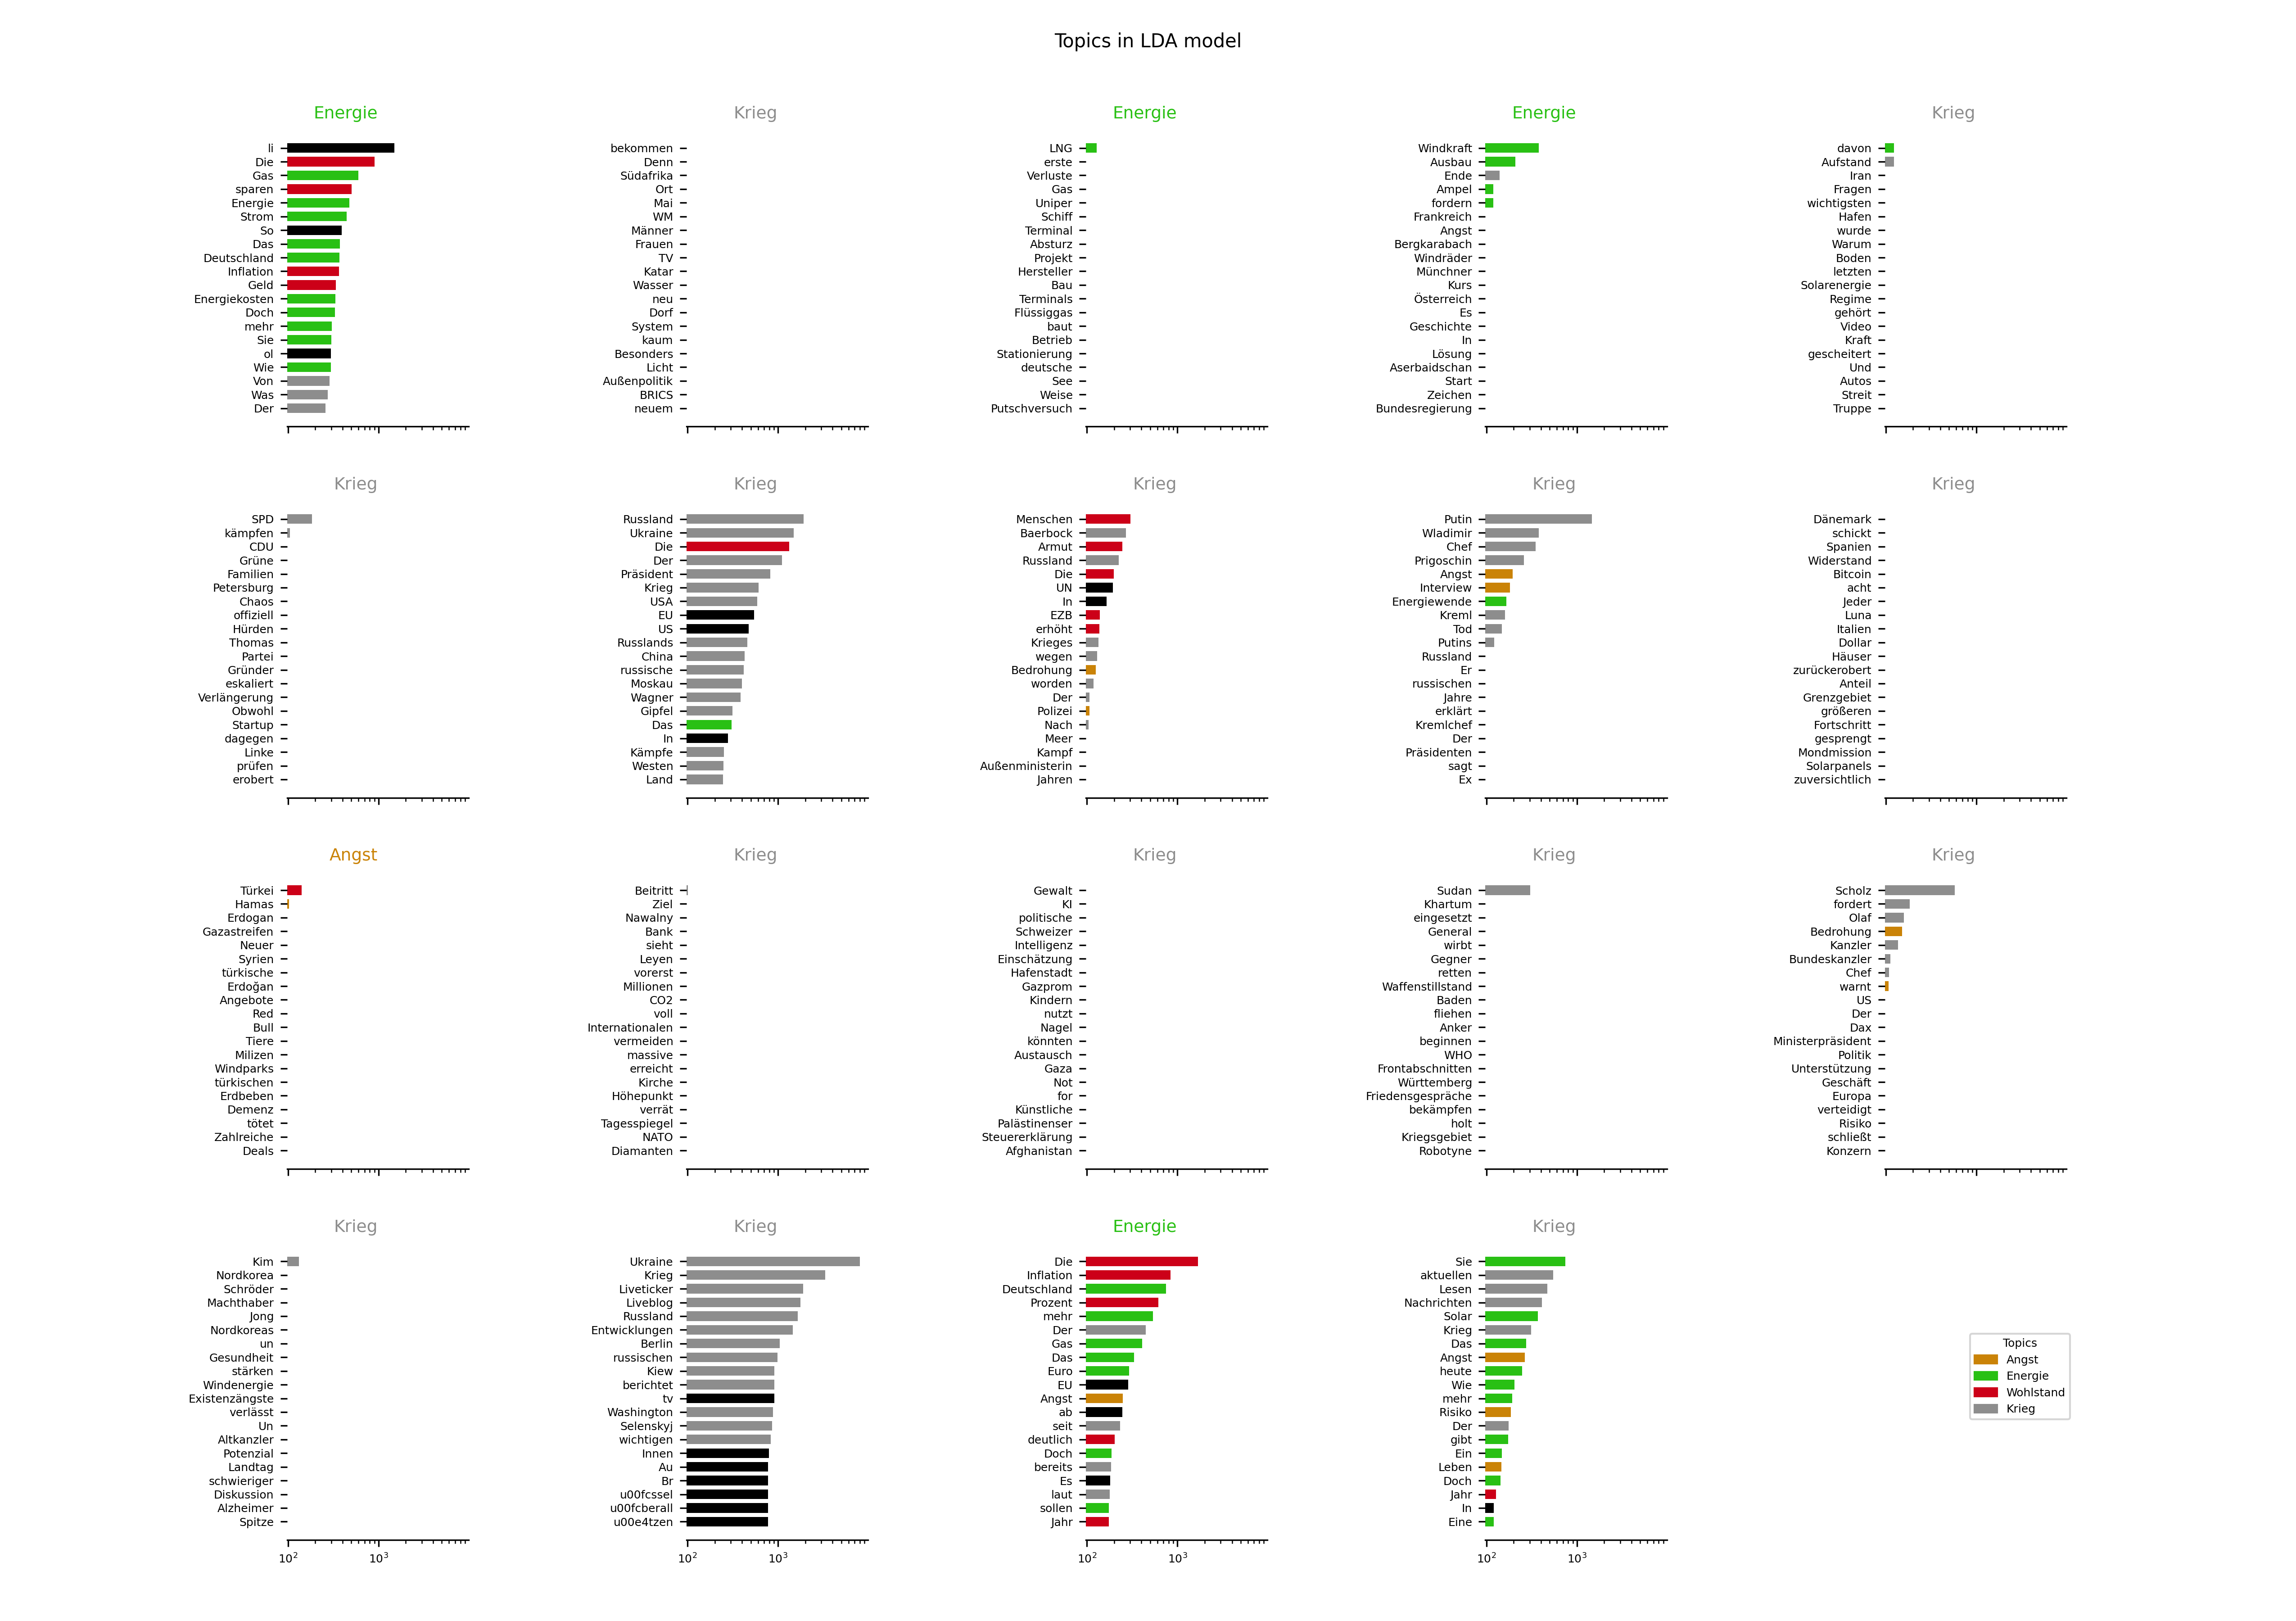 Topics in LDA model
Energie
li
Die
Gas
sparen
Energie
Strom
So
Das
Deutschland
Inflation
Geld
Energiekosten
Doch
mehr
Sie
ol
Wie
Von
Was
Der
Krieg
bekommen
Denn
Südafrika
Ort
Mai
WM
Männer
Frauen
TV
Katar
Wasser
neu
Dorf
System
kaum
Besonders
Licht
Außenpolitik
BRICS
neuem
Energie
LNG
erste
Verluste
Gas
Uniper
Schiff
Terminal
Absturz
Projekt
Hersteller
Bau
Terminals
Flüssiggas
baut
Betrieb
Stationierung
deutsche
See
Weise
Putschversuch
Energie
Windkraft
Ausbau
Ende
Ampel
fordern
Frankreich
Angst
Bergkarabach
Windräder
Münchner
Kurs
Österreich
Es
Geschichte
In
Lösung
Aserbaidschan
Start
Zeichen
Bundesregierung
Krieg
davon
Aufstand
Iran
Fragen
wichtigsten
Hafen
wurde
Warum
Boden
letzten
Solarenergie
Regime
gehört
Video
Kraft
gescheitert
Und
Autos
Streit
Truppe
Krieg
SPD
kämpfen
CDU
Grüne
Familien
Petersburg
Chaos
offiziell
Hürden
Thomas
Partei
Gründer
eskaliert
Verlängerung
Obwohl
Startup
dagegen
Linke
prüfen
erobert
Krieg
Russland
Ukraine
Die
Der
Präsident
Krieg
USA
EU
US
Russlands
China
russische
Moskau
Wagner
Gipfel
Das
In
Kämpfe
Westen
Land
Krieg
Menschen
Baerbock
Armut
Russland
Die
UN
In
EZB
erhöht
Krieges
wegen
Bedrohung
worden
Der
Polizei
Nach
Meer
Kampf
Außenministerin
Jahren
Krieg
Putin
Wladimir
Chef
Prigoschin
Angst
Interview
Energiewende
Kreml
Tod
Putins
Russland
Er
russischen
Jahre
erklärt
Kremlchef
Der
Präsidenten
sagt
Ex
Krieg
Dänemark
schickt
Spanien
Widerstand
Bitcoin
acht
Jeder
Luna
Italien
Dollar
Häuser
zurückerobert
Anteil
Grenzgebiet
größeren
Fortschritt
gesprengt
Mondmission
Solarpanels
zuversichtlich
Angst
Türkei
Hamas
Erdogan
Gazastreifen
Neuer
Syrien
türkische
Erdoğan
Angebote
Red
Bull
Tiere
Milizen
Windparks
türkischen
Erdbeben
Demenz
tötet
Zahlreiche
Deals
Krieg
Beitritt
Ziel
Nawalny
Bank
sieht
Leyen
vorerst
Millionen
CO2
voll
Internationalen
vermeiden
massive
erreicht
Kirche
Höhepunkt
verrät
Tagesspiegel
NATO
Diamanten
Krieg
Gewalt
KI
politische
Schweizer
Intelligenz
Einschätzung
Hafenstadt
Gazprom
Kindern
nutzt
Nagel
könnten
Austausch
Gaza
Not
for
Künstliche
Palästinenser
Steuererklärung
Afghanistan
Krieg
Sudan
Khartum
eingesetzt
General
wirbt
Gegner
retten
Waffenstillstand
Baden
fliehen
Anker
beginnen
WHO
Frontabschnitten
Württemberg
Friedensgespräche
bekämpfen
holt
Kriegsgebiet
Robotyne
Krieg
Scholz
fordert
Olaf
Bedrohung
Kanzler
Bundeskanzler
Chef
warnt
US
Der
Dax
Ministerpräsident
Politik
Unterstützung
Geschäft
Europa
verteidigt
Risiko
schließt
Konzern
Krieg
Kim
Nordkorea
Schröder
Machthaber
Jong
Nordkoreas
un
Gesundheit
stärken
Windenergie
Existenzängste
verlässt
Un
Altkanzler
Potenzial
Landtag
schwieriger
Diskussion
Alzheimer
Spitze
10² 10³
Krieg
Ukraine
Krieg
Liveticker
Liveblog
Russland
Entwicklungen
Berlin
russischen
Kiew
berichtet
tv
Washington
Selenskyj
wichtigen
Innen
Au
Br
u00fcssel
u00fcberall
u00e4tzen
10² 10³
Energie
Die
Inflation
Deutschland
Prozent
mehr
Der
Gas
Das
Euro
EU
Angst
ab
seit
deutlich
Doch
bereits
Es
laut
sollen
Jahr
10² 10³
Krieg
Sie
aktuellen
Lesen
Nachrichten
Solar
Krieg
Das
Angst
heute
Wie
mehr
Risiko
Der
gibt
Ein
Leben
Doch
Jahr
In
Eine
10² 10³
Topics
Angst
Energie
Wohlstand
Krieg